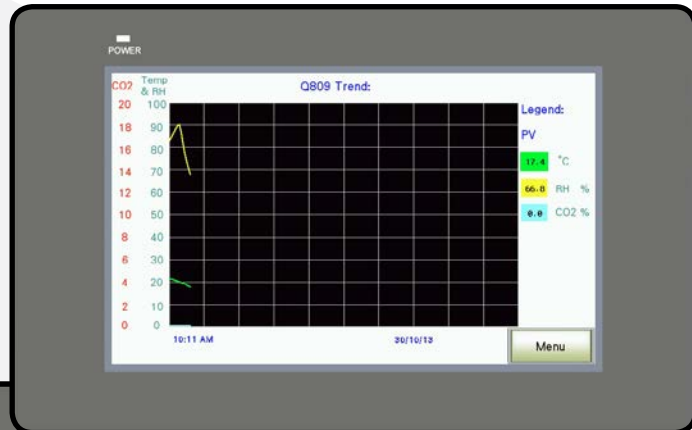 POWER
CO2 Temp & RH
Q809 Trend:
20 100
18 90
16 80
14 70
12 60
10 50
8 40
6 30
4 20
2 10
0 0
10:11 AM 30/10/13
Legend:
PV
17.4 °C
66.8 RH %
0.0 CO2 %
Menu